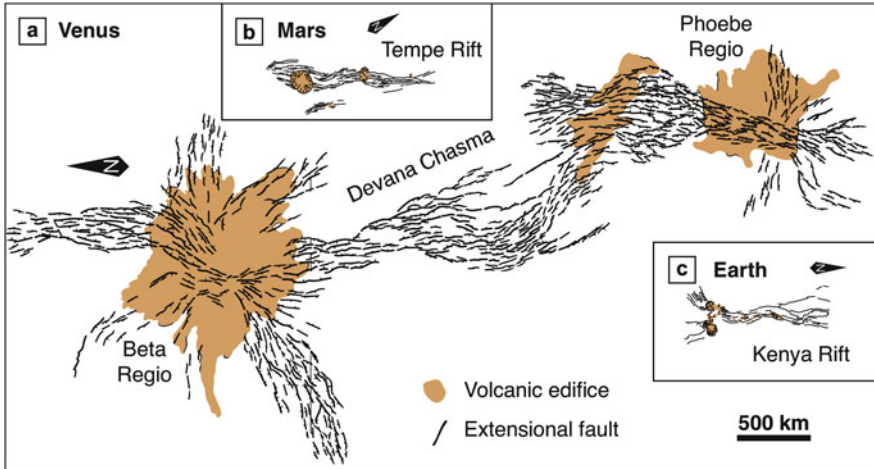 a Venus
b Mars
Tempe Rift
Phoebe
Regio
N
Devana Chasma
c Earth
N
Kenya Rift
Beta
Regio
Volcanic edifice
Extensional fault
500 km